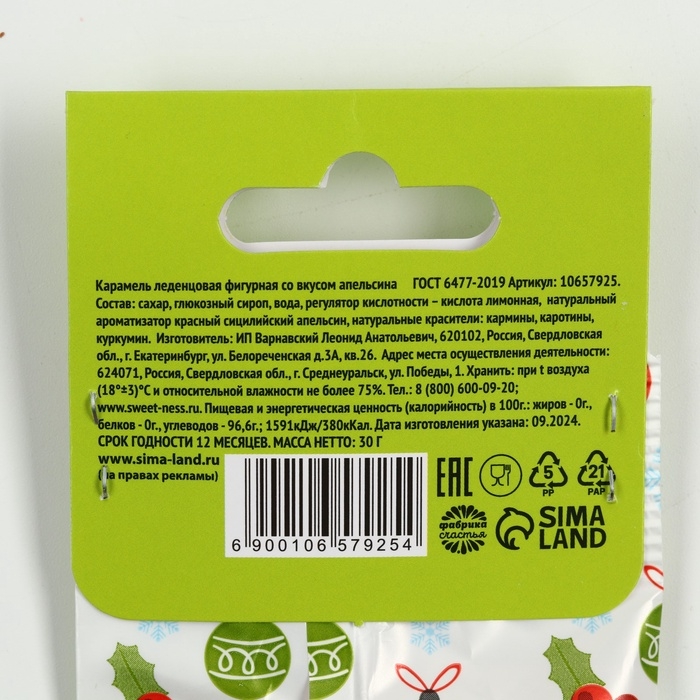 Карамель леденцовая фигурная со вкусом апельсина ГОСТ 6477-2019 Артикул: 10657925.
Состав: сахар, глюкозный сироп, вода, регулятор кислотности – кислота лимонная, натуральный
ароматизатор красный сицилийский апельсин, натуральные красители: кармины, каротины,
куркумин. Изготовитель: ИП Варнавский Леонид Анатольевич, 620102, Россия, Свердловская
обл., г. Екатеринбург, ул. Белореченская д.3А, кв.26. Адрес места осуществления деятельности:
624071, Россия, Свердловская обл., г. Среднеуральск, ул. Победы, 1. Хранить: при t воздуха
(18°±3)°С и относительной влажности не более 75%. Тел.: 8 (800) 600-09-20;
www.sweet-ness.ru. Пищевая и энергетическая ценность (калорийность) в 100г.: жиров - 0г.,
белков - 0г., углеводов - 96,6г.; 1591кДж/380кКал. Дата изготовления указана: 09.2024.
СРОК ГОДНОСТИ 12 МЕСЯЦЕВ. МАССА НЕТТО: 30 Г
www.sima-land.ru
(на правах рекламы)
6 900106 579254
EAC
5
PP
21
PAP
фабрика
счастья
SIMA
LAND